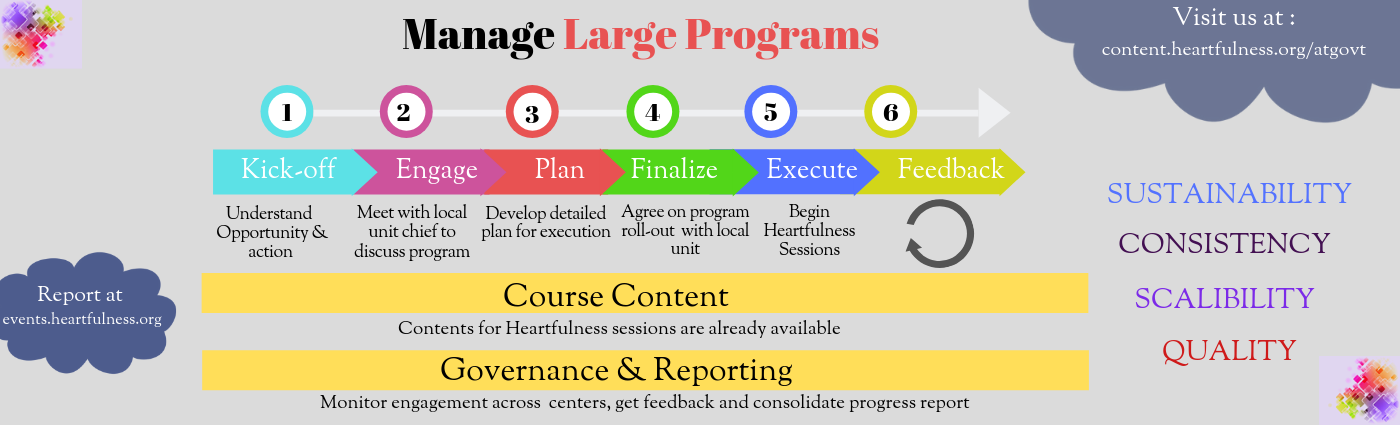 Manage Large Programs
Visit us at :
content.heartfulness.org/atgovt
1 2 3 4 5 6
Kick-off Engage Plan Finalize Execute Feedback
Understand
Opportunity &
action
Meet with local
unit chief to
discuss program
Develop detailed
plan for execution
Agree on program
roll-out with local
unit
Begin
Heartfulness
Sessions
SUSTAINABILITY
CONSISTENCY
SCALIBILITY
QUALITY
Report at
events.heartfulness.org
Course Content
Contents for Heartfulness sessions are already available
Governance & Reporting
Monitor engagement across centers, get feedback and consolidate progress report